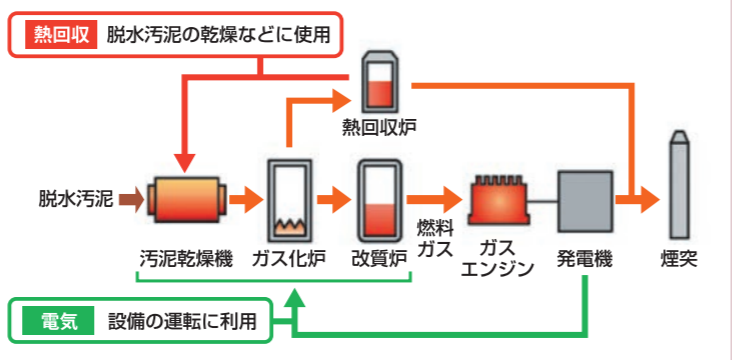 熱回収 脱水汚泥の乾燥などに使用
熱回収炉
脱水汚泥
汚泥乾燥機
ガス化炉
改質炉
燃料
ガス
ガス
エンジン
発電機
煙突
電気 設備の運転に利用